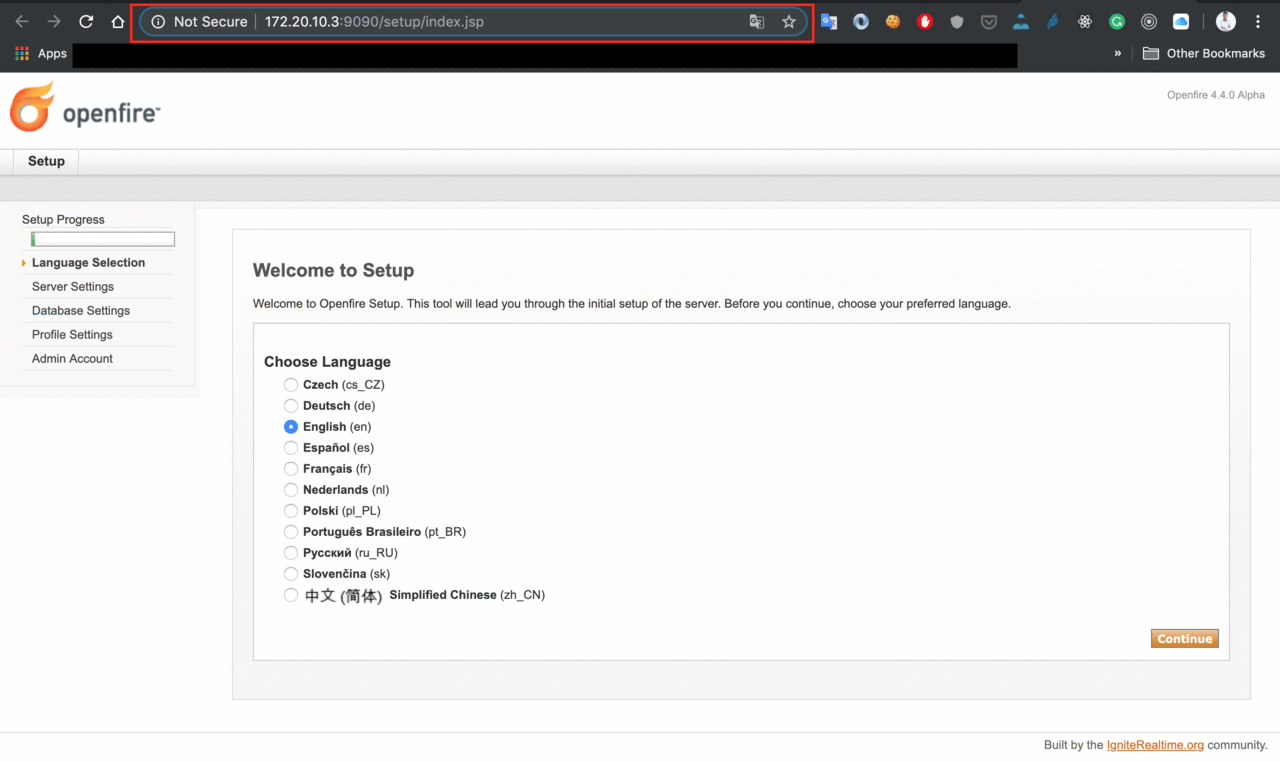 Not Secure 172.20.10.3:9090/setup/index.jsp
Apps » Other Bookmarks
openfire™
Openfire 4.4.0 Alpha
Setup
Setup Progress
Language Selection
Server Settings
Database Settings
Profile Settings
Admin Account
Welcome to Setup
Welcome to Openfire Setup. This tool will lead you through the initial setup of the server. Before you continue, choose your preferred language.
Choose Language
Czech (cs_CZ)
Deutsch (de)
English (en)
Español (es)
Français (fr)
Nederlands (nl)
Polski (pl_PL)
Português Brasileiro (pt_BR)
Русский (ru_RU)
Slovenčina (sk)
中文 (简体) Simplified Chinese (zh_CN)
Continue
Built by the IgniteRealtime.org community.